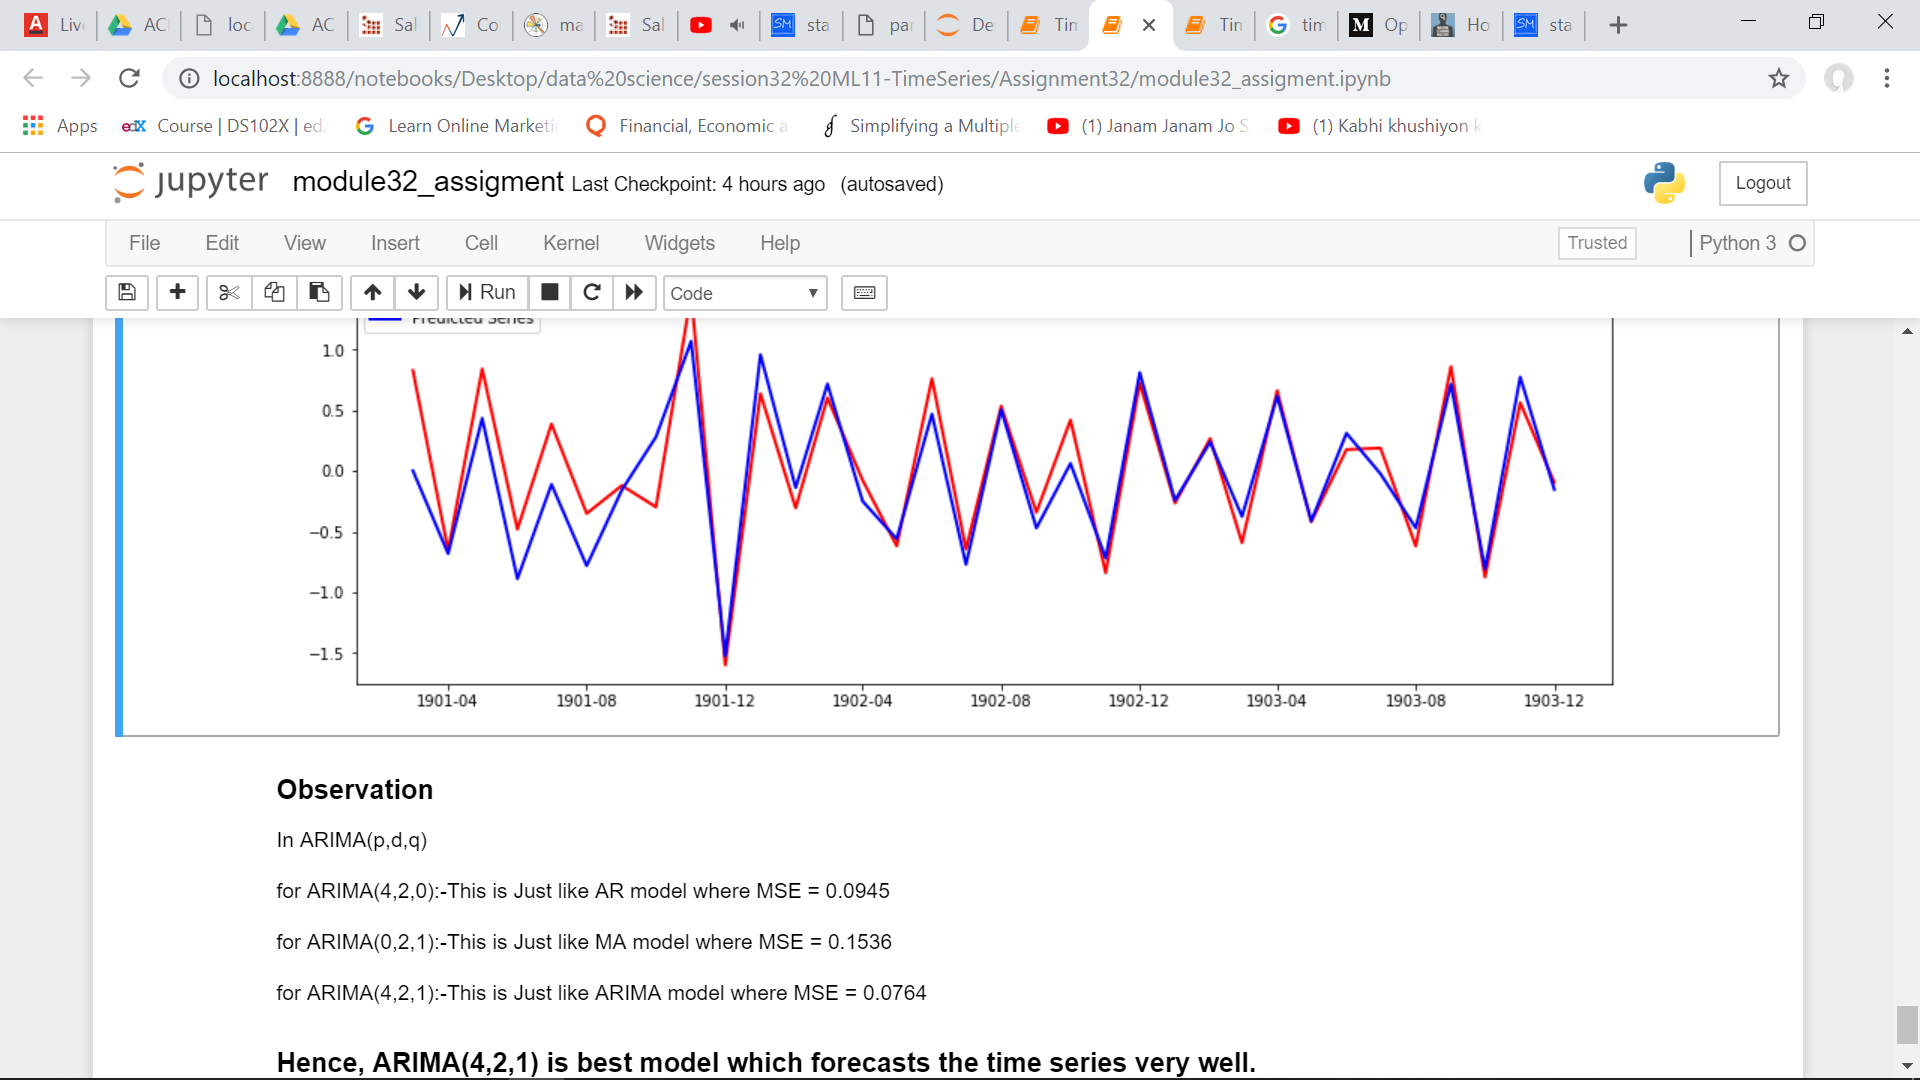 Live AC loc AC Sal Co ma Sal sta pa De Tin Tin tim Op Ho sta
localhost:8888/notebooks/Desktop/data%20science/session32%20ML11-TimeSeries/Assignment32/module32_assigment.ipynb
Apps Course | DS102X | ed Learn Online Marketi Financial, Economic a Simplifying a Multiple (1) Janam Janam Jo S (1) Kabhi khushiyon k
jupyter module32_assigment Last Checkpoint: 4 hours ago (autosaved) Logout
File Edit View Insert Cell Kernel Widgets Help Trusted Python 3
Run Code
Predicted Series
1.0
0.5
0.0
−0.5
−1.0
−1.5
1901-04 1901-08 1901-12 1902-04 1902-08 1902-12 1903-04 1903-08 1903-12
Observation
In ARIMA(p,d,q)
for ARIMA(4,2,0):-This is Just like AR model where MSE = 0.0945
for ARIMA(0,2,1):-This is Just like MA model where MSE = 0.1536
for ARIMA(4,2,1):-This is Just like ARIMA model where MSE = 0.0764
Hence, ARIMA(4,2,1) is best model which forecasts the time series very well.